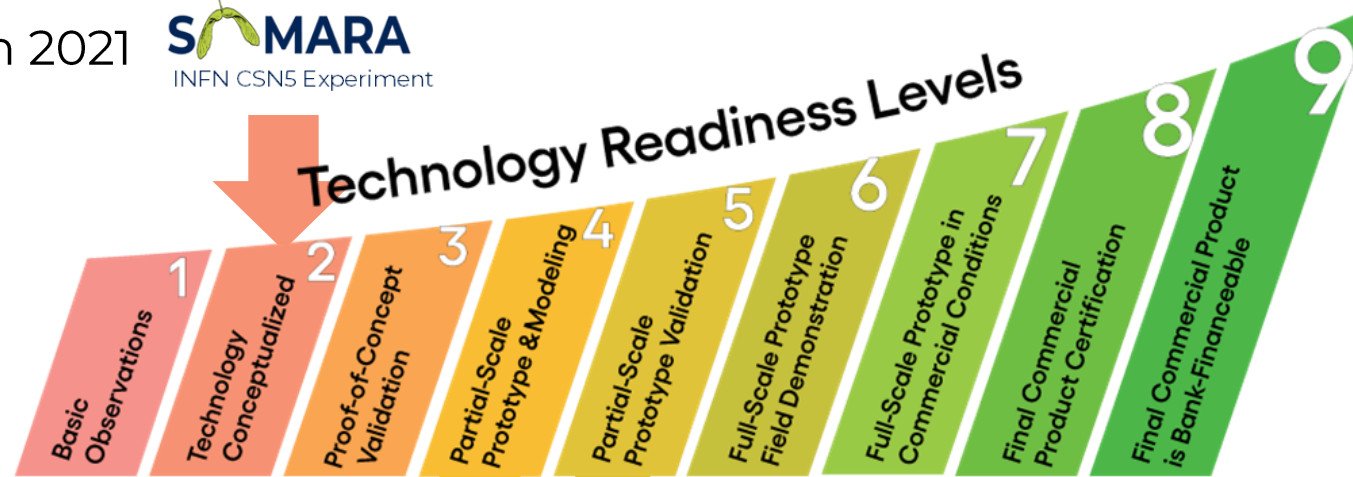 2021
SAMARA
INFN CSN5 Experiment
Technology Readiness Levels
1
Basic
Observations
2
Technology
Conceptualized
3
Proof-of-Concept
Validation
4
Partial-Scale
Prototype & Modeling
5
Partial-Scale
Prototype Validation
6
Full-Scale Prototype
Field Demonstration
7
Full-Scale Prototype in
Commercial Conditions
8
Final Commercial
Product Certification
9
Final Commercial Product
is Bank-Financeable